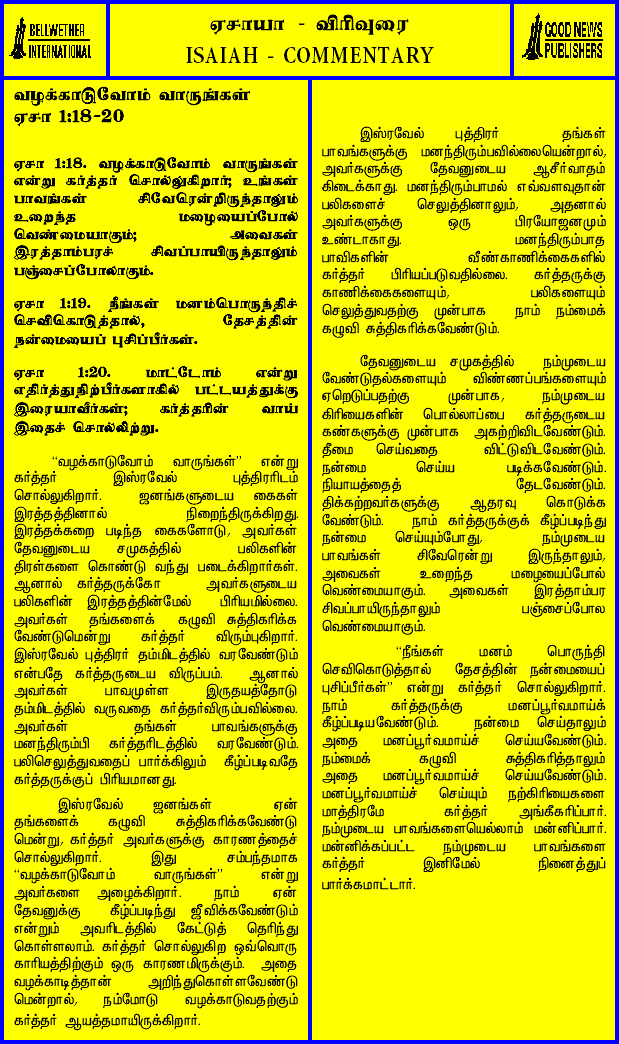 BELLWETHER
INTERNATIONAL
ஏசாயா - விரிவுரை
ISAIAH - COMMENTARY
GOOD NEWS
PUBLISHERS
வழக்காடுவோம் வாருங்கள்
ஏசா 1:18-20
ஏசா 1:18. வழக்காடுவோம் வாருங்கள்
என்று கர்த்தர் சொல்லுகிறார்; உங்கள்
பாவங்கள் சிவேரென்றிருந்தாலும்
உறைந்த மழையைப்போல்
வெண்மையாகும்; அவைகள்
இரத்தாம்பரச் சிவப்பாயிருந்தாலும்
பஞ்சைப்போலாகும்.
ஏசா 1:19. நீங்கள் மனம்பொருந்திச்
செவிகொடுத்தால், தேசத்தின்
நன்மையைப் புசிப்பீர்கள்.
ஏசா 1:20. மாட்டோம் என்று
எதிர்த்துநிற்பீர்களாகில் பட்டயத்துக்கு
இரையாவீர்கள்; கர்த்தரின் வாய்
இதைச் சொல்லிற்று.
“வழக்காடுவோம் வாருங்கள்” என்று
கர்த்தர் இஸ்ரவேல் புத்திரரிடம்
சொல்லுகிறார். ஜனங்களுடைய கைகள்
இரத்தத்தினால் நிறைந்திருக்கிறது.
இரத்தக்கறை படிந்த கைகளோடு, அவர்கள்
தேவனுடைய சமுகத்தில் பலிகளின்
திரள்களை கொண்டு வந்து படைக்கிறார்கள்.
ஆனால் கர்த்தருக்கோ அவர்களுடைய
பலிகளின் இரத்தத்தின்மேல் பிரியமில்லை.
அவர்கள் தங்களைக் கழுவி சுத்திகரிக்க
வேண்டுமென்று கர்த்தர் விரும்புகிறார்.
இஸ்ரவேல் புத்திரர் தம்மிடத்தில் வரவேண்டும்
என்பதே கர்த்தருடைய விருப்பம். ஆனால்
அவர்கள் பாவமுள்ள இருதயத்தோடு
தம்மிடத்தில் வருவதை கர்த்தர்விரும்பவில்லை.
அவர்கள் தங்கள் பாவங்களுக்கு
மனந்திரும்பி கர்த்தரிடத்தில் வரவேண்டும்.
பலிசெலுத்துவதைப் பார்க்கிலும் கீழ்ப்படிவதே
கர்த்தருக்குப் பிரியமானது.
இஸ்ரவேல் ஜனங்கள் ஏன்
தங்களைக் கழுவி சுத்திகரிக்கவேண்டு
மென்று, கர்த்தர் அவர்களுக்கு காரணத்தைச்
சொல்லுகிறார். இது சம்பந்தமாக
“வழக்காடுவோம் வாருங்கள்” என்று
அவர்களை அழைக்கிறார். நாம் ஏன்
தேவனுக்கு கீழ்ப்படிந்து ஜீவிக்கவேண்டும்
என்றும் அவரிடத்தில் கேட்டுத் தெரிந்து
கொள்ளலாம். கர்த்தர் சொல்லுகிற ஒவ்வொரு
காரியத்திற்கும் ஒரு காரணமிருக்கும். அதை
வழக்காடித்தான் அறிந்துகொள்ளவேண்டு
மென்றால், நம்மோடு வழக்காடுவதற்கும்
கர்த்தர் ஆயத்தமாயிருக்கிறார்.
இஸ்ரவேல் புத்திரர் தங்கள்
பாவங்களுக்கு மனந்திரும்பவில்லையென்றால்,
அவர்களுக்கு தேவனுடைய ஆசீர்வாதம்
கிடைக்காது. மனந்திரும்பாமல் எவ்வளவுதான்
பலிகளைச் செலுத்தினாலும், அதனால்
அவர்களுக்கு ஒரு பிரயோஜனமும்
உண்டாகாது. மனந்திரும்பாத
பாவிகளின் வீண்காணிக்கைகளில்
கர்த்தர் பிரியப்படுவதில்லை. கர்த்தருக்கு
காணிக்கைகளையும், பலிகளையும்
செலுத்துவதற்கு முன்பாக நாம் நம்மைக்
கழுவி சுத்திகரிக்கவேண்டும்.
தேவனுடைய சமுகத்தில் நம்முடைய
வேண்டுதல்களையும் விண்ணப்பங்களையும்
ஏறெடுப்பதற்கு முன்பாக, நம்முடைய
கிரியைகளின் பொல்லாப்பை கர்த்தருடைய
கண்களுக்கு முன்பாக அகற்றிவிடவேண்டும்.
தீமை செய்வதை விட்டுவிடவேண்டும்.
நன்மை செய்ய படிக்கவேண்டும்.
நியாயத்தைத் தேடவேண்டும்.
திக்கற்றவர்களுக்கு ஆதரவு கொடுக்க
வேண்டும். நாம் கர்த்தருக்குக் கீழ்ப்படிந்து
நன்மை செய்யும்போது, நம்முடைய
பாவங்கள் சிவேரென்று இருந்தாலும்,
அவைகள் உறைந்த மழையைப்போல்
வெண்மையாகும். அவைகள் இரத்தாம்பர
சிவப்பாயிருந்தாலும் பஞ்சைப்போல
வெண்மையாகும்.
“நீங்கள் மனம் பொருந்தி
செவிகொடுத்தால் தேசத்தின் நன்மையைப்
புசிப்பீர்கள்” என்று கர்த்தர் சொல்லுகிறார்.
நாம் கர்த்தருக்கு மனப்பூர்வமாய்க்
கீழ்ப்படியவேண்டும். நன்மை செய்தாலும்
அதை மனப்பூர்வமாய்ச் செய்யவேண்டும்.
நம்மைக் கழுவி சுத்திகரித்தாலும்
அதை மனப்பூர்வமாய்ச் செய்யவேண்டும்.
மனப்பூர்வமாய்ச் செய்யும் நற்கிரியைகளை
மாத்திரமே கர்த்தர் அங்கீகரிப்பார்.
நம்முடைய பாவங்களையெல்லாம் மன்னிப்பார்.
மன்னிக்கப்பட்ட நம்முடைய பாவங்களை
கர்த்தர் இனிமேல் நினைத்துப்
பார்க்கமாட்டார்.